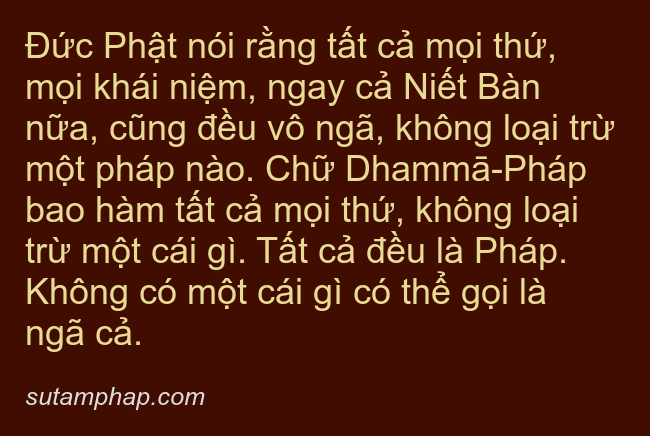 Đức Phật nói rằng tất cả mọi thứ,
mọi khái niệm, ngay cả Niết Bàn
nữa, cũng đều vô ngã, không loại trừ
một pháp nào. Chữ Dhammā-Pháp
bao hàm tất cả mọi thứ, không loại
trừ một cái gì. Tất cả đều là Pháp.
Không có một cái gì có thể gọi là
ngã cả.
sutamphap.com